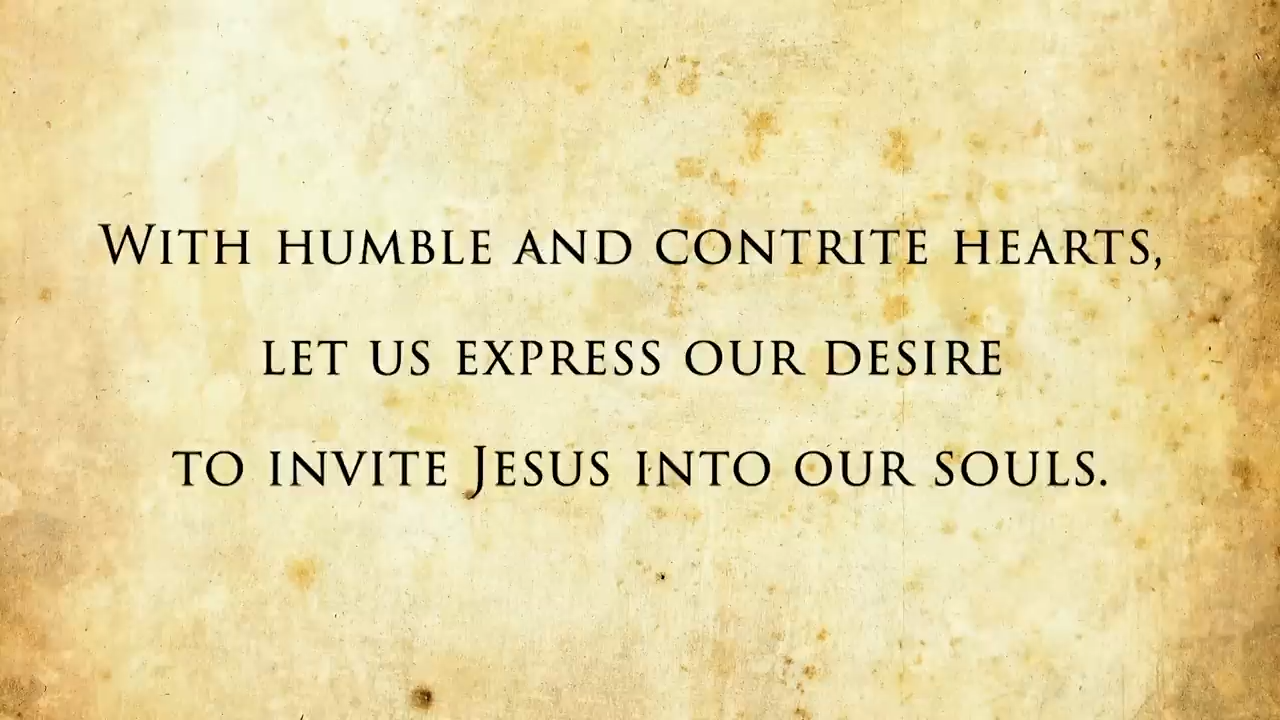 With humble and contrite hearts,
let us express our desire
to invite Jesus into our souls.